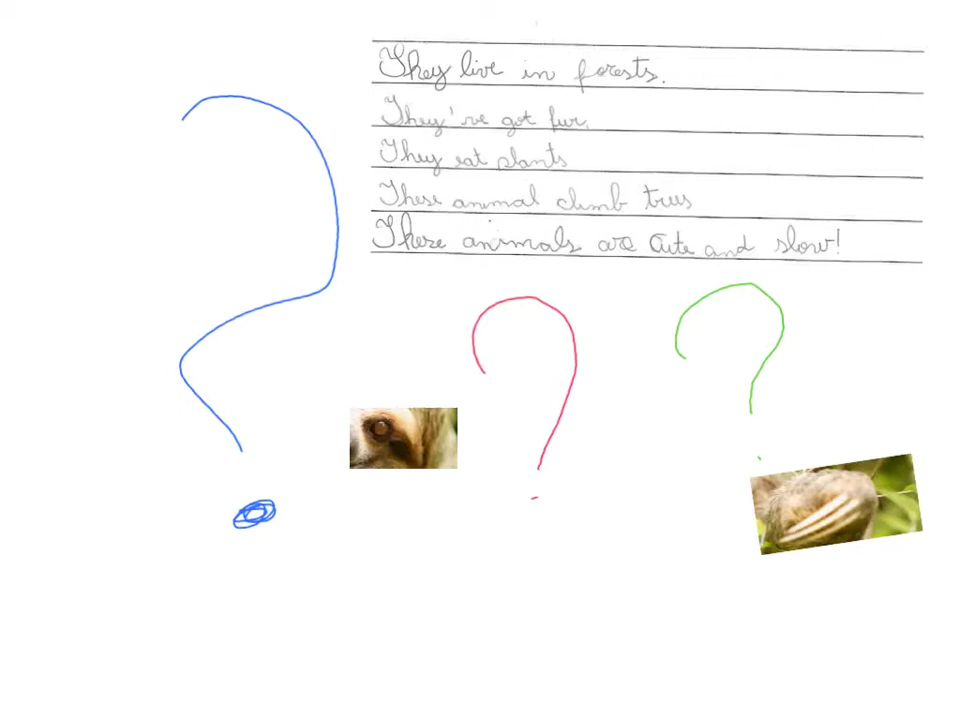 They live in forests.
They've got fur.
They eat plants
These animal climb trees
These animals are cute and slow!